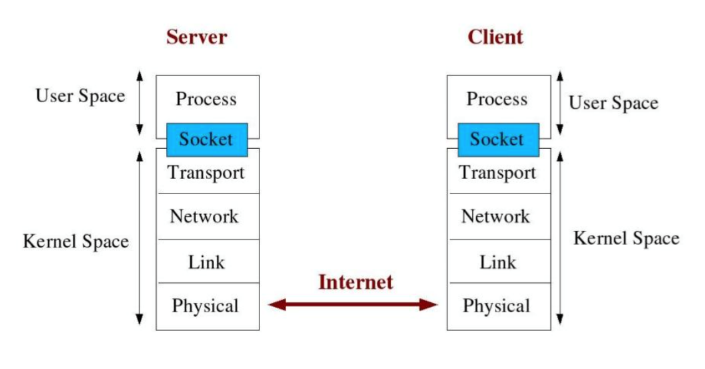 Server
Client
User Space
Process
Process
User Space
Socket
Socket
Transport
Transport
Network
Network
Kernel Space
Kernel Space
Link
Link
Internet
Physical
Physical